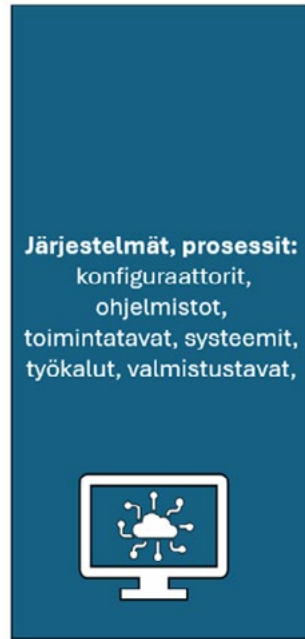 Järjestelmät, prosessit:
konfiguraattorit,
ohjelmistot,
toimintatavat, systeemit,
työkalut, valmistustavat,